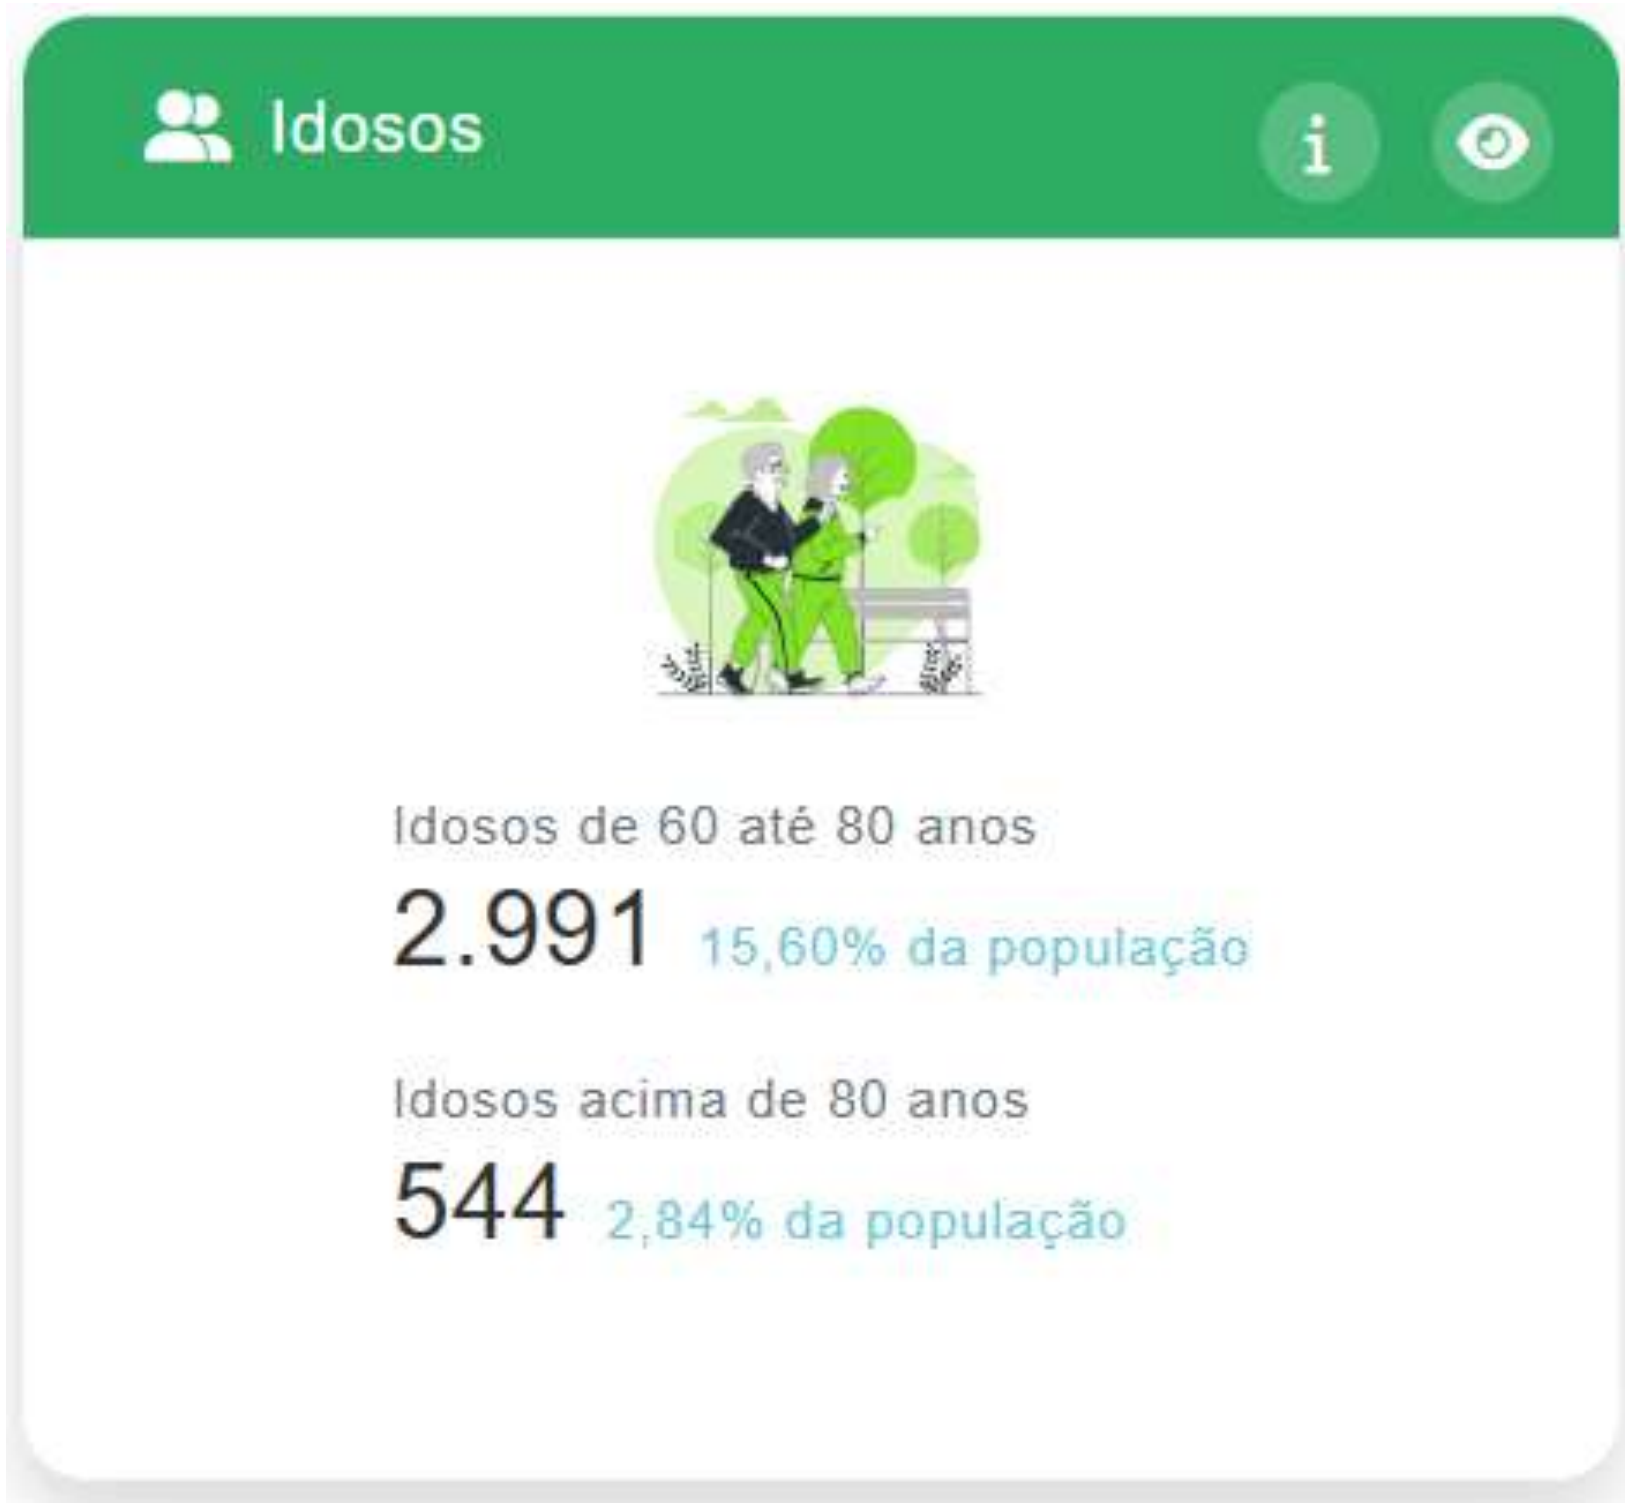 Idosos
Idosos de 60 até 80 anos
2.991 15,60% da população
Idosos acima de 80 anos
544 2,84% da população